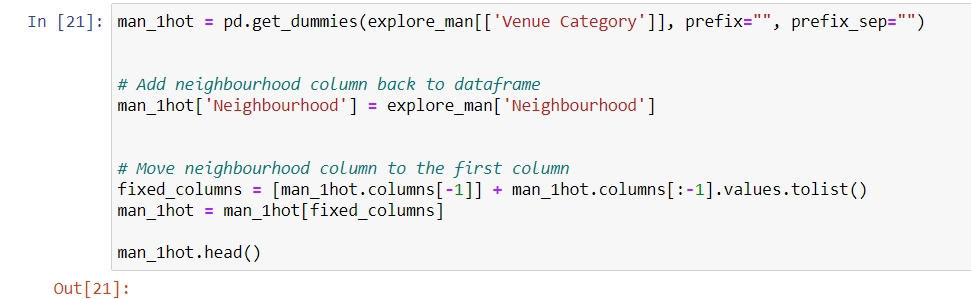 In [21]: man_1hot = pd.get_dummies(explore_man[['Venue Category']], prefix="", prefix_sep="")
# Add neighbourhood column back to dataframe
man_1hot['Neighbourhood'] = explore_man['Neighbourhood']
# Move neighbourhood column to the first column
fixed_columns = [man_1hot.columns[-1]] + man_1hot.columns[:-1].values.tolist()
man_1hot = man_1hot[fixed_columns]
man_1hot.head()
Out[21]: